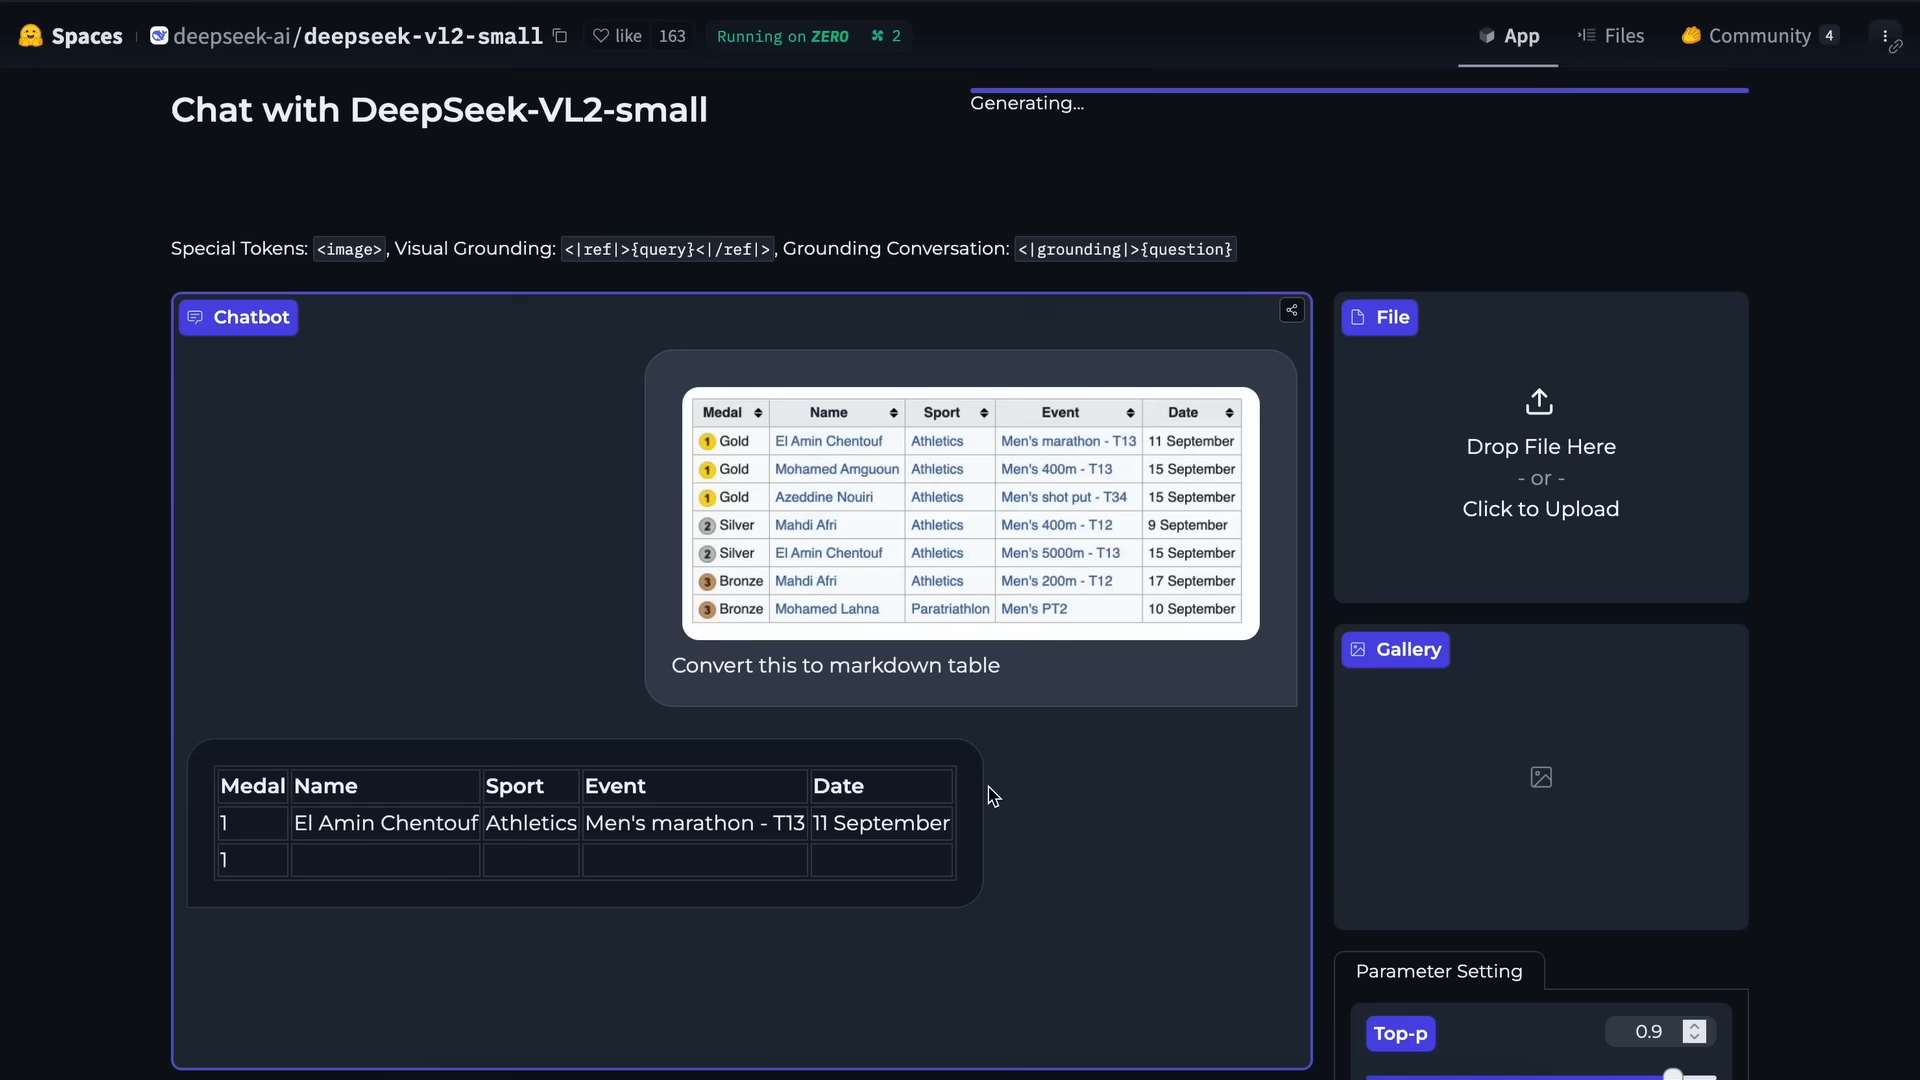 Spaces deepseek-ai/deepseek-vl2-small like 163 Running on ZERO 2 App Files Community 4
Chat with DeepSeek-VL2-small
Generating...
Special Tokens: <image>, Visual Grounding: <|ref|>{query}<|/ref|>, Grounding Conversation: <|grounding|>{question}
Chatbot
Medal Name Sport Event Date
1 Gold El Amin Chentouf Athletics Men's marathon - T13 11 September
1 Gold Mohamed Amguoun Athletics Men's 400m - T13 15 September
1 Gold Azeddine Nouiri Athletics Men's shot put - T34 15 September
2 Silver Mahdi Afri Athletics Men's 400m - T12 9 September
2 Silver El Amin Chentouf Athletics Men's 5000m - T13 15 September
3 Bronze Mahdi Afri Athletics Men's 200m - T12 17 September
3 Bronze Mohamed Lahna Paratriathlon Men's PT2 10 September
Convert this to markdown table
Medal Name Sport Event Date
1 El Amin Chentouf Athletics Men's marathon - T13 11 September
1
File
Drop File Here
- or -
Click to Upload
Gallery
Parameter Setting
Top-p 0.9